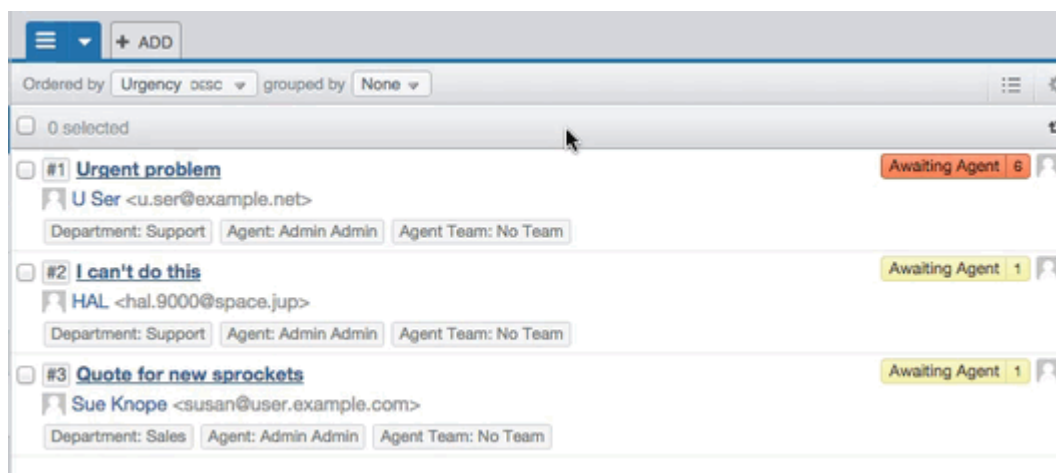 + ADD
Ordered by Urgency DESC grouped by None
0 selected
#1 Urgent problem Awaiting Agent 6
U Ser <u.ser@example.net>
Department: Support Agent: Admin Admin Agent Team: No Team
#2 I can't do this Awaiting Agent 1
HAL <hal.9000@space.jup>
Department: Support Agent: Admin Admin Agent Team: No Team
#3 Quote for new sprockets Awaiting Agent 1
Sue Knope <susan@user.example.com>
Department: Sales Agent: Admin Admin Agent Team: No Team